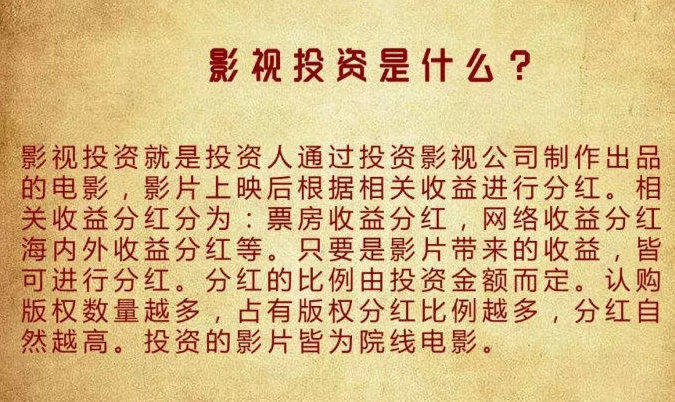 影视投资是什么？
影视投资就是投资人通过投资影视公司制作出品
的电影，影片上映后根据相关收益进行分红。相
关收益分红分为：票房收益分红，网络收益分红
海内外收益分红等。只要是影片带来的收益，皆
可进行分红。分红的比例由投资金额而定。认购
版权数量越多，占有版权分红比例越多，分红自
然越高。投资的影片皆为院线电影。